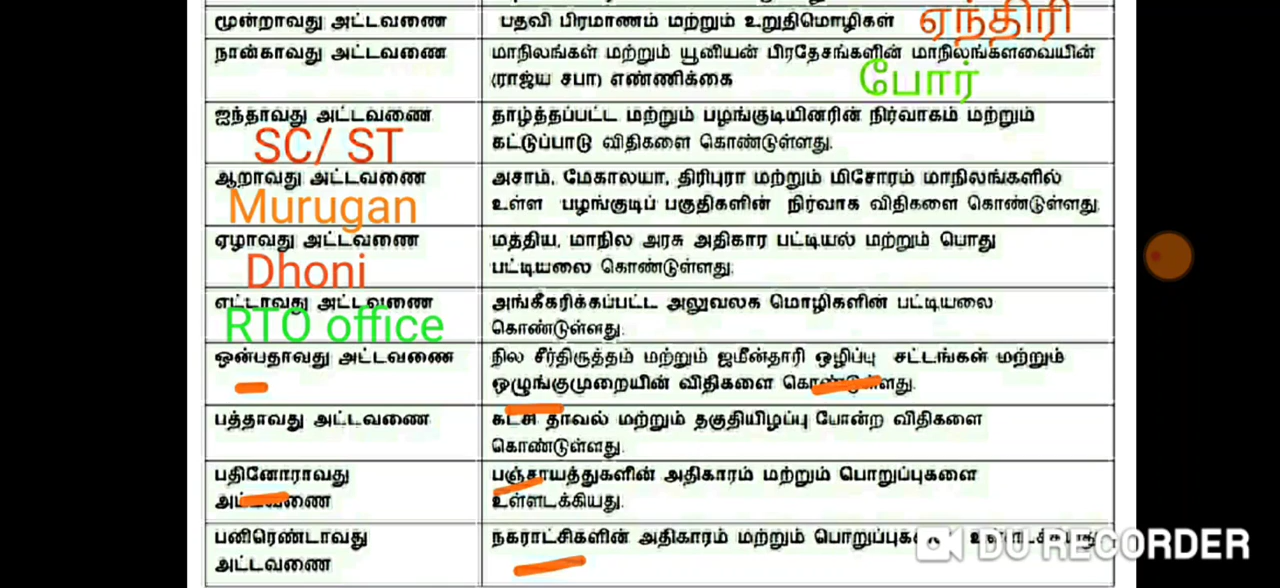 மூன்றாவது அட்டவணை
பதவி பிரமாணம் மற்றும் உறுதிமொழிகள்
ஏந்திரி
நான்காவது அட்டவணை
மாநிலங்கள் மற்றும் யூனியன் பிரதேசங்களின் மாநிலங்களவையின்
(ராஜ்ய சபா) எண்ணிக்கை
போர்
ஐந்தாவது அட்டவணை
தாழ்த்தப்பட்ட மற்றும் பழங்குடியினரின் நிர்வாகம் மற்றும்
கட்டுப்பாடு விதிகளை கொண்டுள்ளது.
SC/ ST
ஆறாவது அட்டவணை
அசாம், மேகாலயா, திரிபுரா மற்றும் மிசோரம் மாநிலங்களில்
உள்ள பழங்குடிப் பகுதிகளின் நிர்வாக விதிகளை கொண்டுள்ளது.
Murugan
ஏழாவது அட்டவணை
மத்திய, மாநில அரசு அதிகார பட்டியல் மற்றும் பொது
பட்டியலை கொண்டுள்ளது.
Dhoni
எட்டாவது அட்டவணை
அங்கீகரிக்கப்பட்ட அலுவலக மொழிகளின் பட்டியலை
கொண்டுள்ளது.
RTO office
ஒன்பதாவது அட்டவணை
நில சீர்திருத்தம் மற்றும் ஜமீன்தாரி ஒழிப்பு சட்டங்கள் மற்றும்
ஒழுங்குமுறையின் விதிகளை கொண்டுள்ளது.
பத்தாவது அட்டவணை
கட்சி தாவல் மற்றும் தகுதியிழப்பு போன்ற விதிகளை
கொண்டுள்ளது.
பதினோராவது
அட்டவணை
பஞ்சாயத்துகளின் அதிகாரம் மற்றும் பொறுப்புகளை
உள்ளடக்கியது.
பனிரெண்டாவது
அட்டவணை
நகராட்சிகளின் அதிகாரம் மற்றும்
DU RECORDER